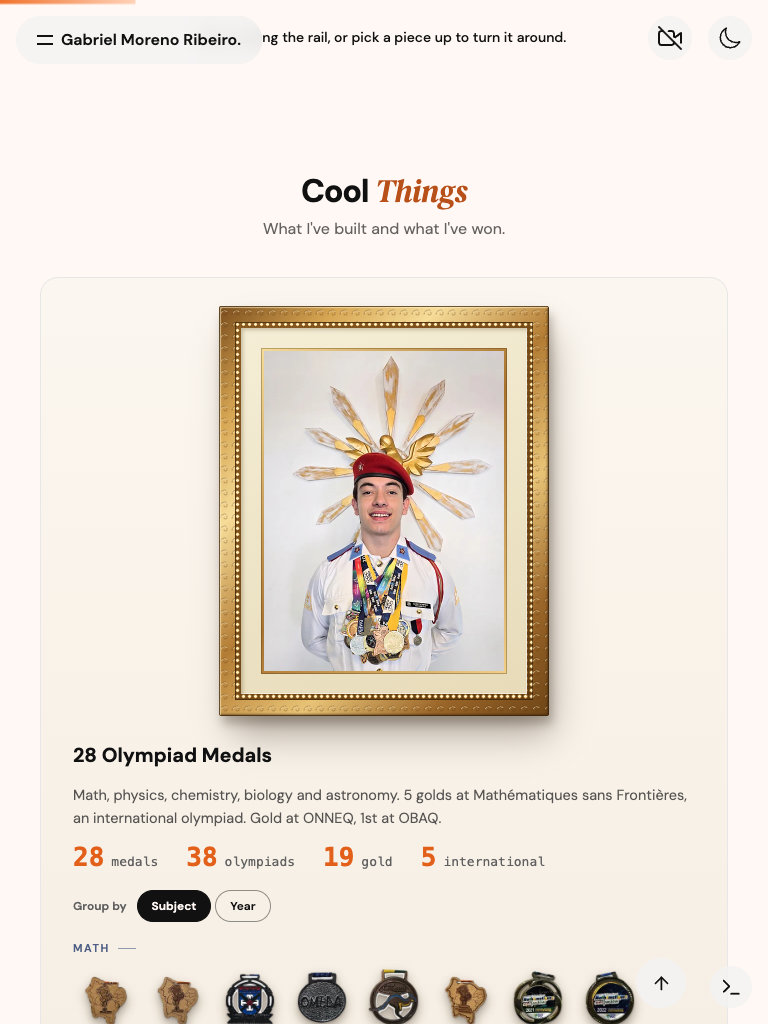 Gabriel Moreno Ribeiro.
ng the rail, or pick a piece up to turn it around.
Cool Things
What I've built and what I've won.
28 Olympiad Medals
Math, physics, chemistry, biology and astronomy. 5 golds at Mathématiques sans Frontières,
an international olympiad. Gold at ONNEQ, 1st at OBAQ.
28 medals 38 olympiads 19 gold 5 international
Group by Subject Year
MATH
2021 2022